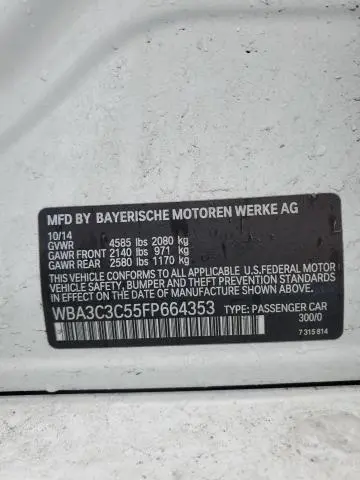 MFD BY BAYERISCHE MOTOREN WERKE AG
10/14
GVWR 4585 lbs 2080 kg
GAWR FRONT 2140 lbs 971 kg
GAWR REAR 2580 lbs 1170 kg
THIS CAR CONFORMS TO ALL APPLICABLE U.S.FEDERAL MOTOR
VEHICLE SAFETY, BUMPER AND THEFT PREVENTION STANDARDS
IN EFFECT ON THE DATE OF MANUFACTURE SHOWN ABOVE.
WBA3C3C55FP664353 TYPE: PASSENGER CAR
300/0
7 315 814